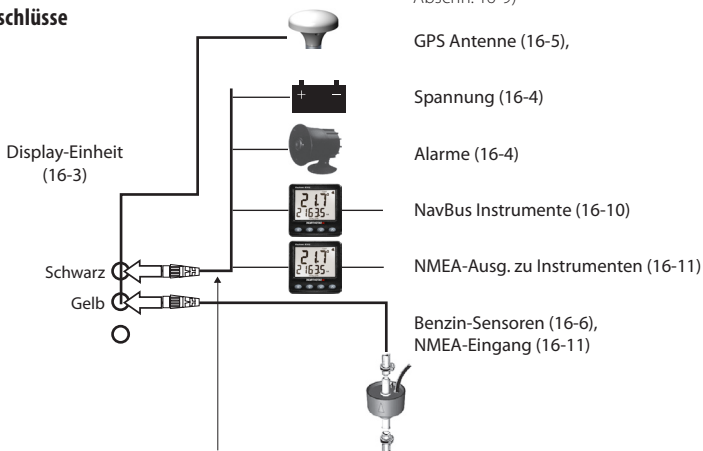 schlüsse
GPS Antenne (16-5),
Spannung (16-4)
Display-Einheit
(16-3)
Alarme (16-4)
21.7
21635
NavBus Instrumente (16-10)
21.7
21635
Schwarz
NMEA-Ausg. zu Instrumenten (16-11)
Gelb
Benzin-Sensoren (16-6),
NMEA-Eingang (16-11)